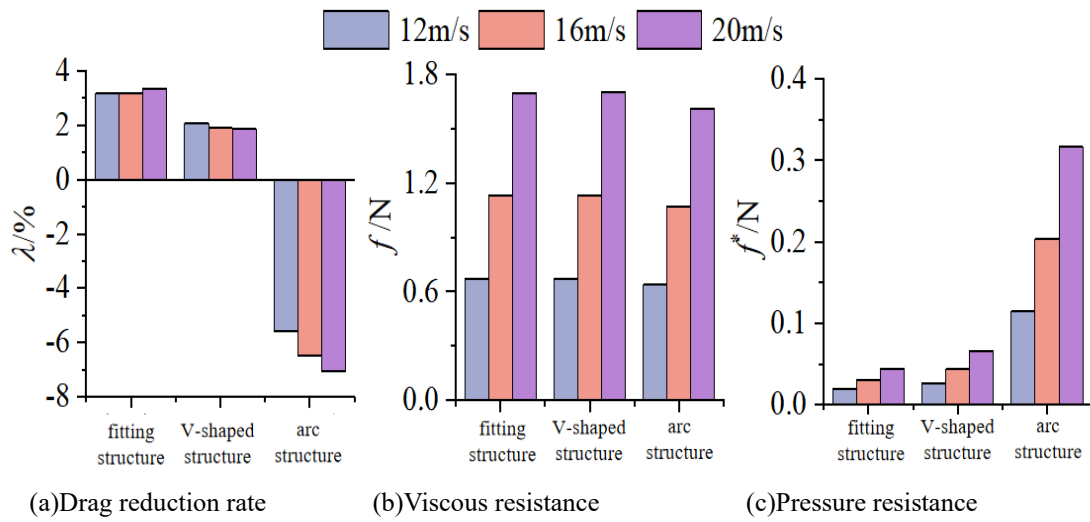 12m/s 16m/s 20m/s
4
2
0
-2
-4
-6
-8
λ/%
fitting structure
V-shaped structure
arc structure
1.8
1.2
0.6
0.0
f/N
fitting structure
V-shaped structure
arc structure
0.4
0.3
0.2
0.1
0.0
f*/N
fitting structure
V-shaped structure
arc structure
(a)Drag reduction rate (b)Viscous resistance (c)Pressure resistance